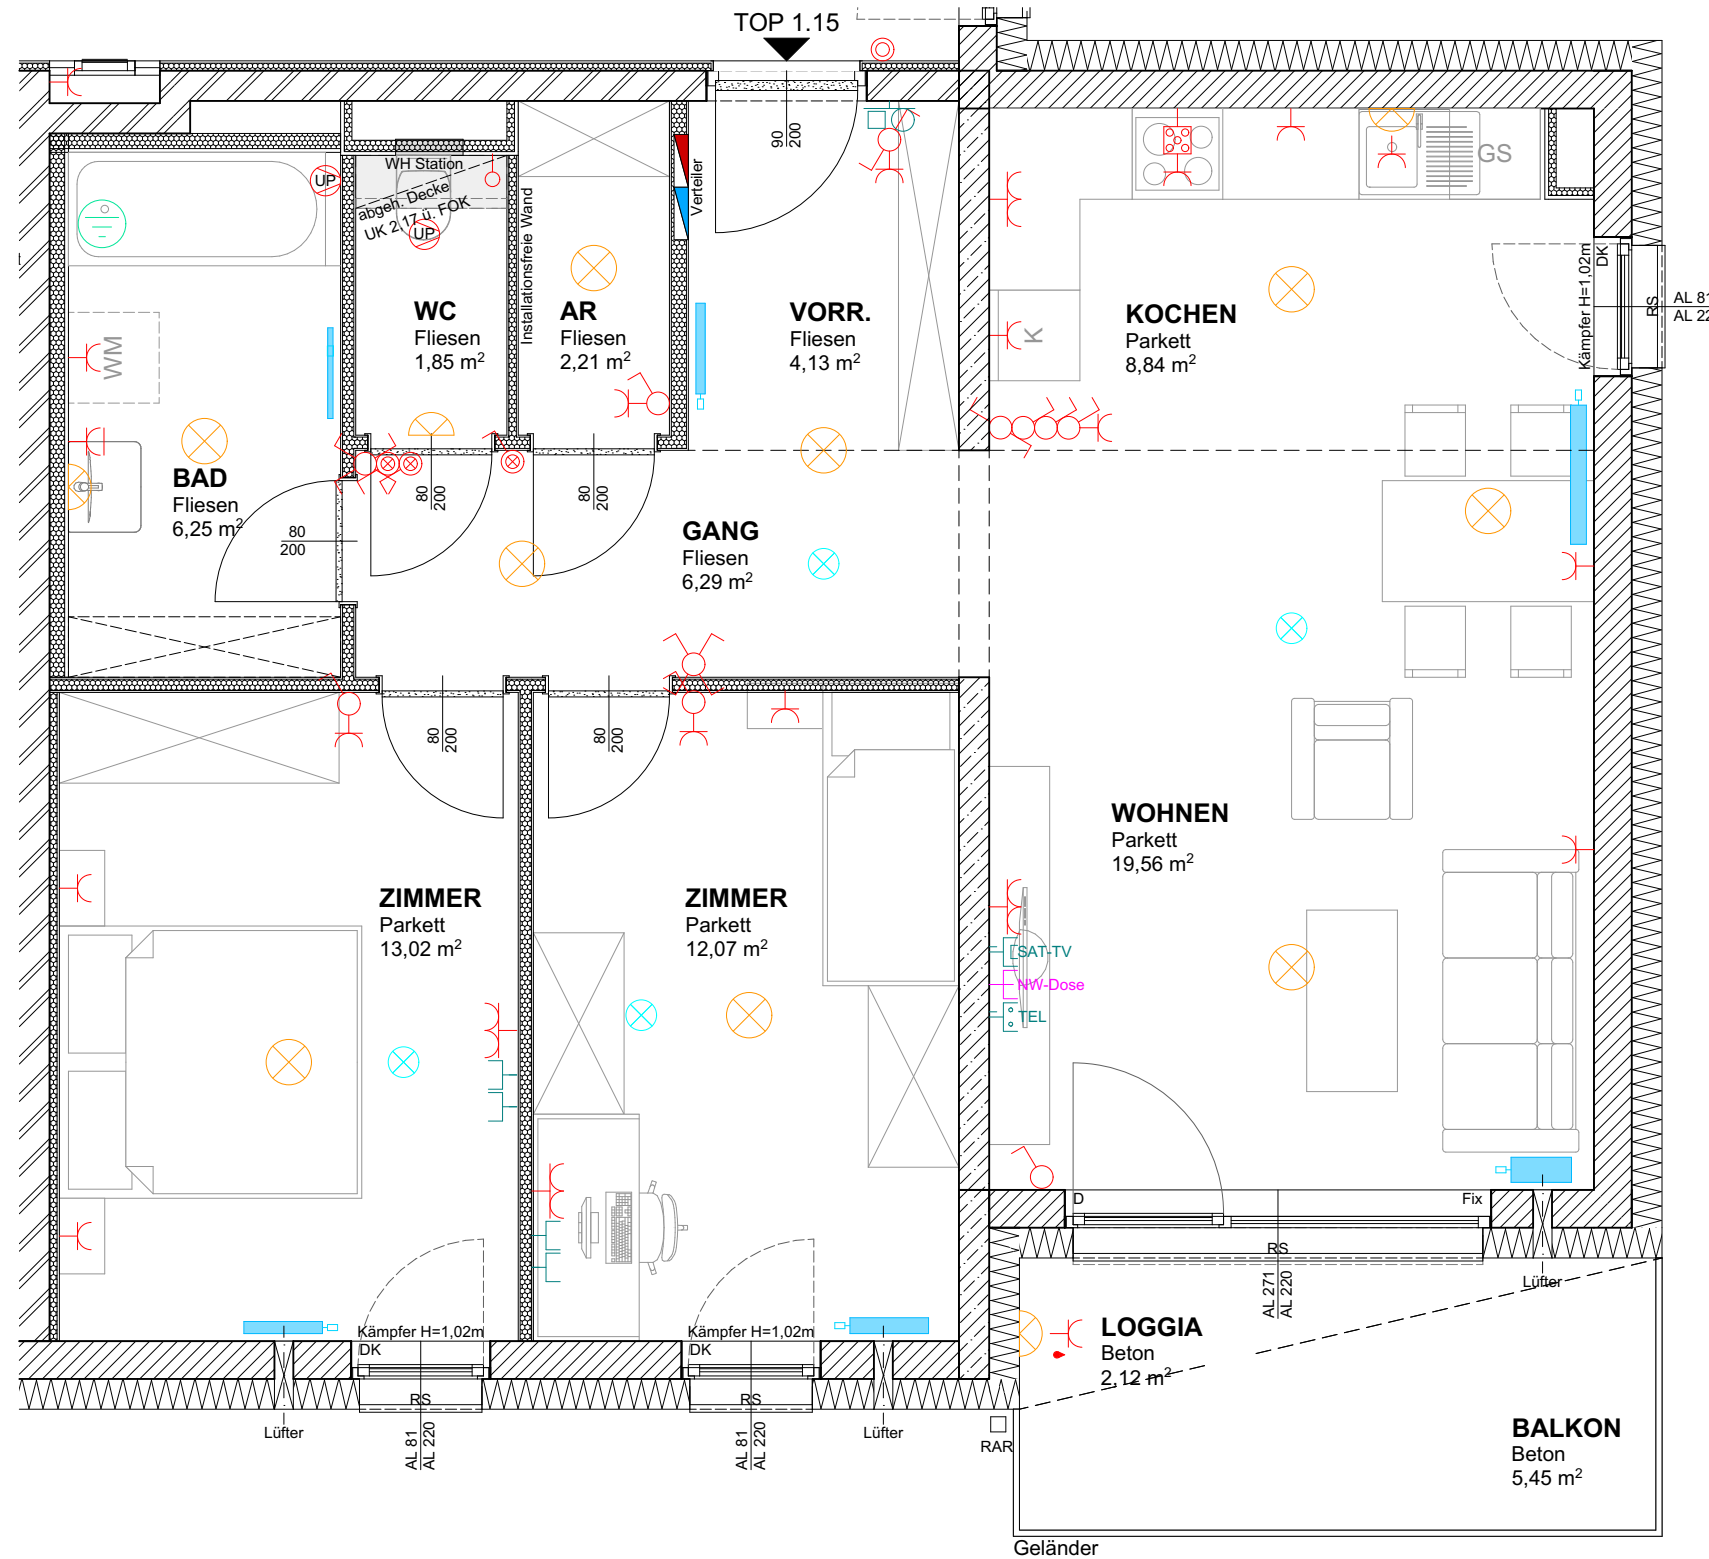 TOP 1.15
90
200
UP
WH Station
abgeh. Decke
UK 2,17 ü. FOK
UP
Installationsfreie Wand
Verteiler
GS
Kämpfer H=1,02m
DK
RS
AL 81
AL 22
WM
WC
Fliesen
1,85 m²
AR
Fliesen
2,21 m²
VORR.
Fliesen
4,13 m²
KOCHEN
Parkett
8,84 m²
K
BAD
Fliesen
6,25 m²
80
200
80
200
80
200
GANG
Fliesen
6,29 m²
80
200
80
200
WOHNEN
Parkett
19,56 m²
ZIMMER
Parkett
13,02 m²
ZIMMER
Parkett
12,07 m²
SAT-TV
NW-Dose
TEL
D
Fix
RS
AL 271
AL 220
Lüfter
Kämpfer H=1,02m
DK
Kämpfer H=1,02m
DK
LOGGIA
Beton
2,12 m²
RS
RS
Lüfter
AL 81
AL 220
AL 81
AL 220
Lüfter
RAR
BALKON
Beton
5,45 m²
Geländer